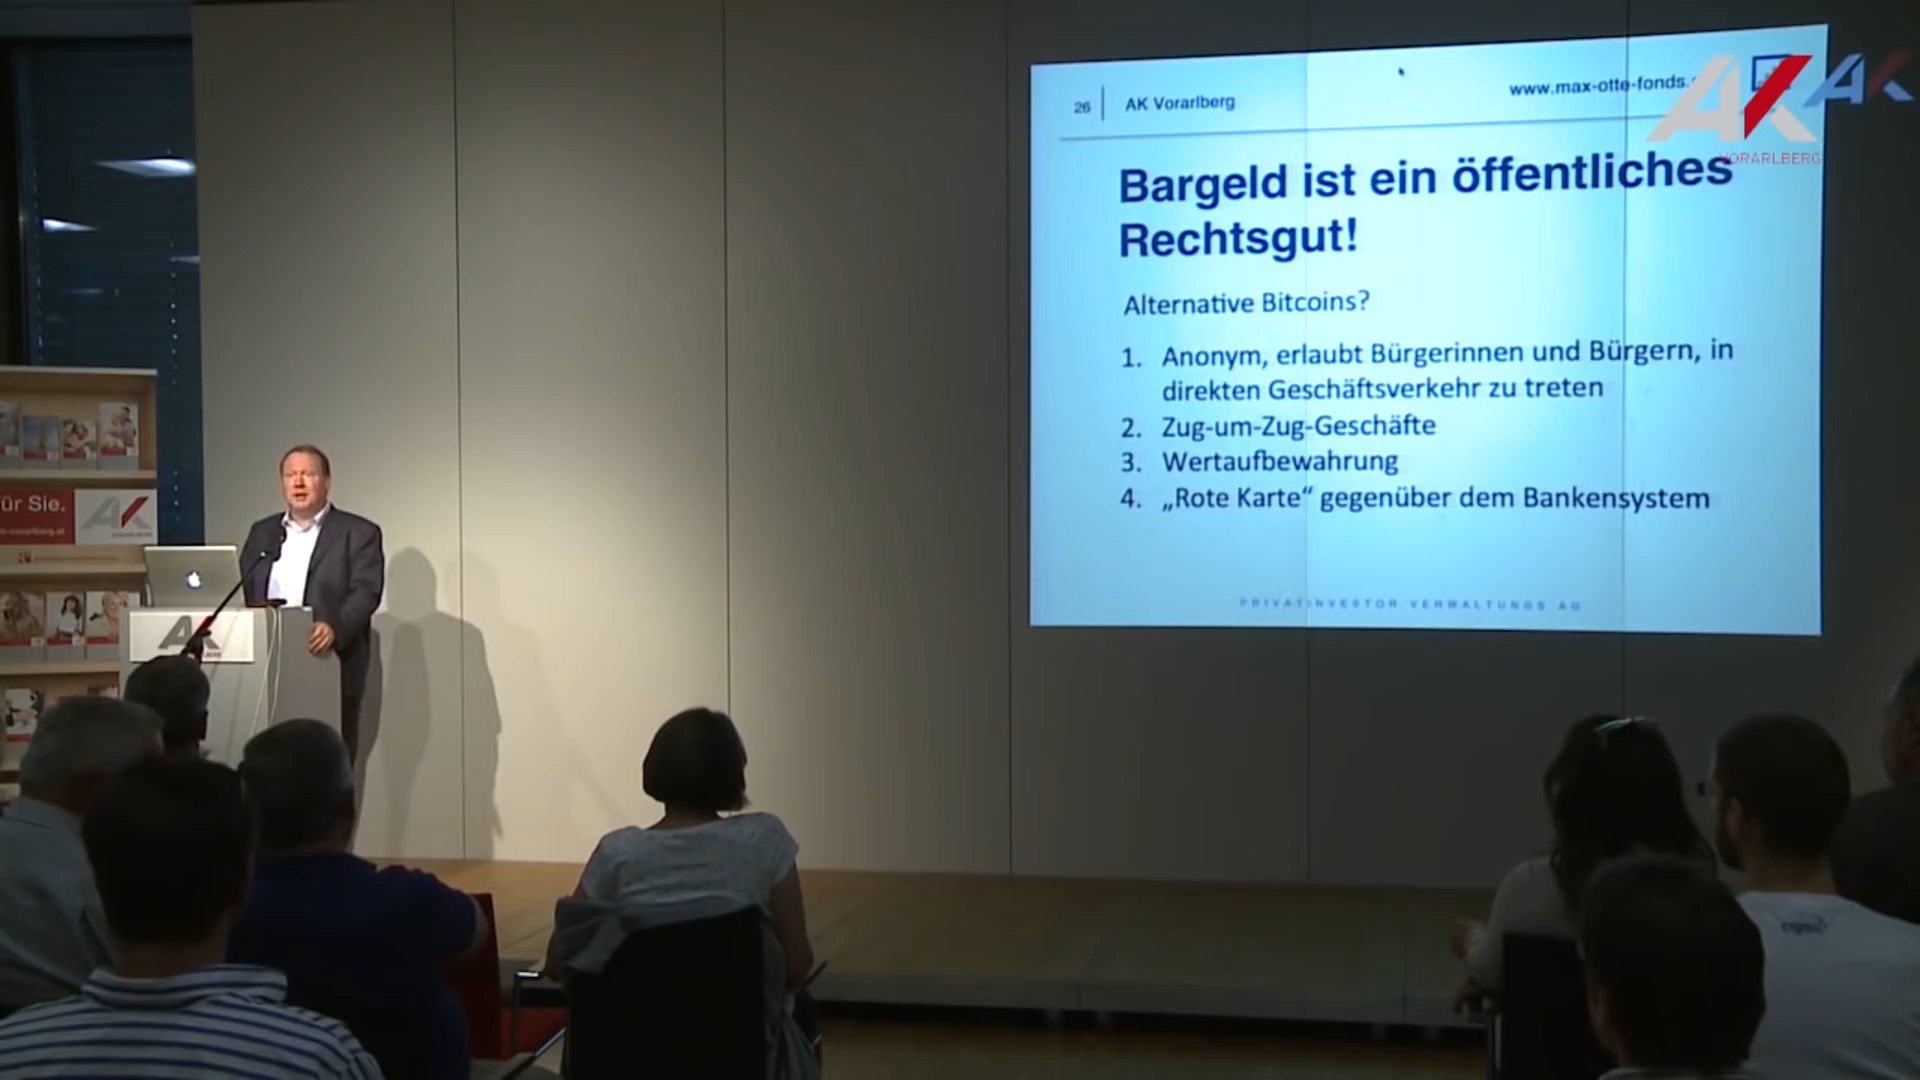 26 AK Vorarlberg
www.max-otte-fonds.
AK
VORARLBERG
AK
Bargeld ist ein öffentliches
Rechtsgut!
Alternative Bitcoins?
1. Anonym, erlaubt Bürgerinnen und Bürgern, in
direkten Geschäftsverkehr zu treten
2. Zug-um-Zug-Geschäfte
3. Wertaufbewahrung
4. „Rote Karte“ gegenüber dem Bankensystem
PRIVATINVESTOR VERWALTUNGS AG
ür Sie.
AK
AK